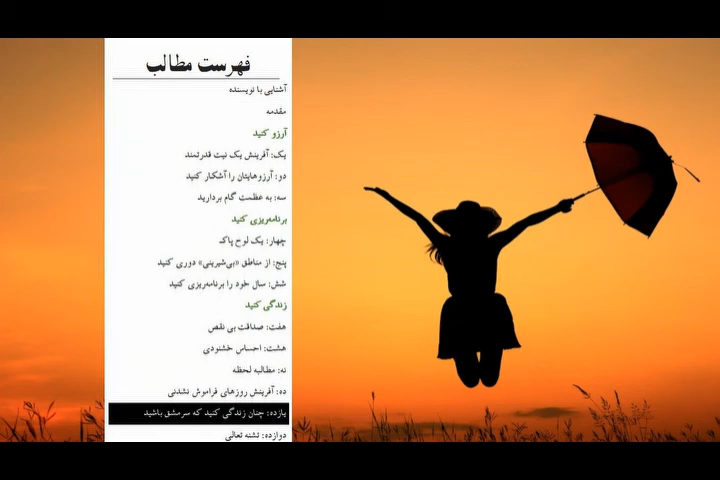 فهرست مطالب
آشنایی با نویسنده
مقدمه
آرزو کنید
یک: آفرینش یک نیت قدرتمند
دو: آرزوهایتان را آشکار کنید
سه: به عظمت گام بردارید
برنامه‌ریزی کنید
چهار: یک لوح پاک
پنج: از مناطق «بی‌شیرینی» دوری کنید
شش: سال خود را برنامه‌ریزی کنید
زندگی کنید
هفت: صداقت بی نقص
هشت: احساس خشنودی
نه: مطالبه لحظه
ده: آفرینش روزهای فراموش نشدنی
یازده: چنان زندگی کنید که سرمشق باشید
دوازده: تشنه تعالی